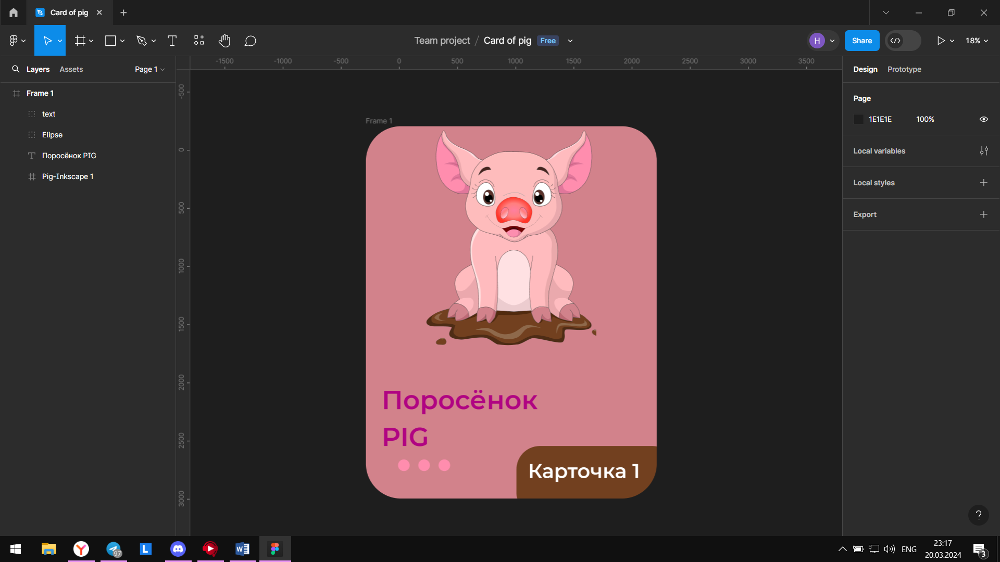 Card of pig
Team project / Card of pig Free
H
Share
18%
Layers Assets Page 1
-1500 -1000 -500 0 500 1000 1500 2000 2500 3000 3500
Design Prototype
-500
0
500
1000
1500
2000
2500
3000
Frame 1
text
Elipse
Поросёнок PIG
Pig-Inkscape 1
Frame 1
Поросёнок
PIG
Карточка 1
Page
1E1E1E 100%
Local variables
Local styles
Export
?
97
L
W
ENG
23:17
20.03.2024
3